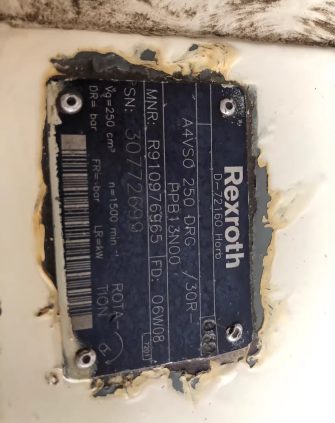 Rexroth
D-72160 Horb
A4VSO 250 DRG /30R-
PPB13N00
MNR: R910976965 FD: 06W08
7201
SN: 30772699
Vg=250 cm³ n=1500 min⁻¹
DR= bar FR=-bar LR=kW
ROTA-
TION